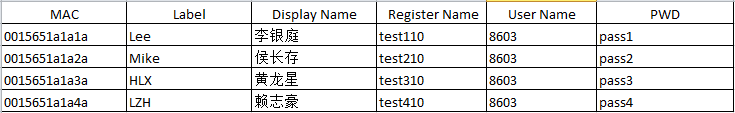 MAC Label Display Name Register Name User Name PWD
0015651a1a1a Lee 李银庭 test110 8603 pass1
0015651a1a2a Mike 侯长存 test210 8603 pass2
0015651a1a3a HLX 黄龙星 test310 8603 pass3
0015651a1a4a LZH 赖志豪 test410 8603 pass4